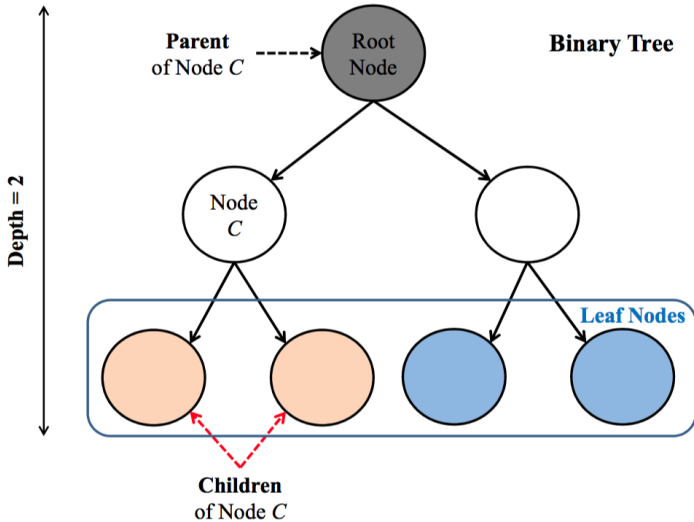 Parent
of Node C
Root
Node
Binary Tree
Depth = 2
Node
C
Leaf Nodes
Children
of Node C